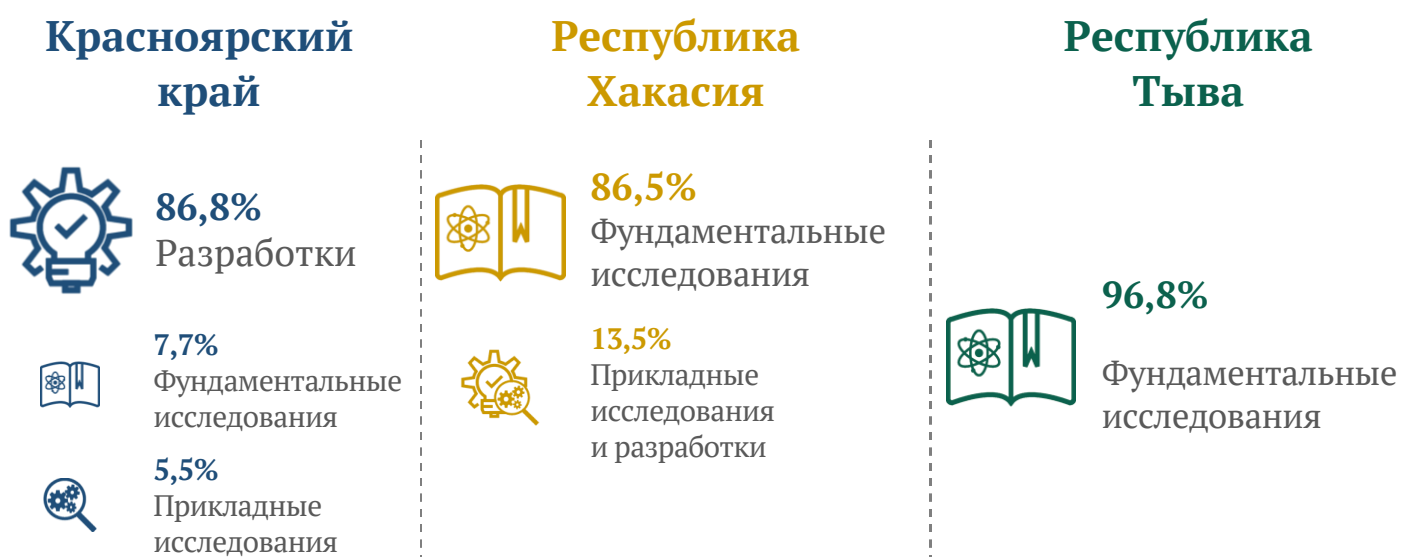 Красноярский
край
86,8%
Разработки
7,7%
Фундаментальные
исследования
5,5%
Прикладные
исследования
Республика
Хакасия
86,5%
Фундаментальные
исследования
13,5%
Прикладные
исследования
и разработки
Республика
Тыва
96,8%
Фундаментальные
исследования